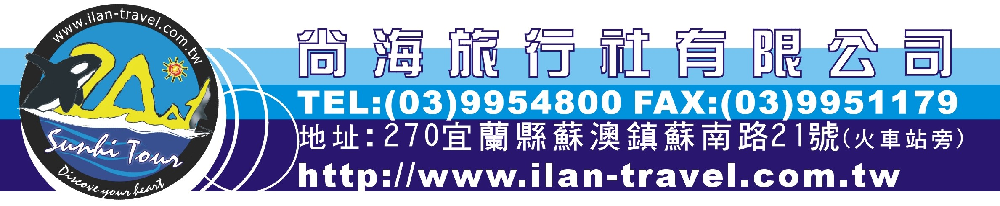 www.ilan-travel.com.tw
ILAN
Sunhi Tour
Discove your heart
尚海旅行社有限公司
TEL:(03)9954800 FAX:(03)9951179
地址:270宜蘭縣蘇澳鎮蘇南路21號(火車站旁)
http://www.ilan-travel.com.tw